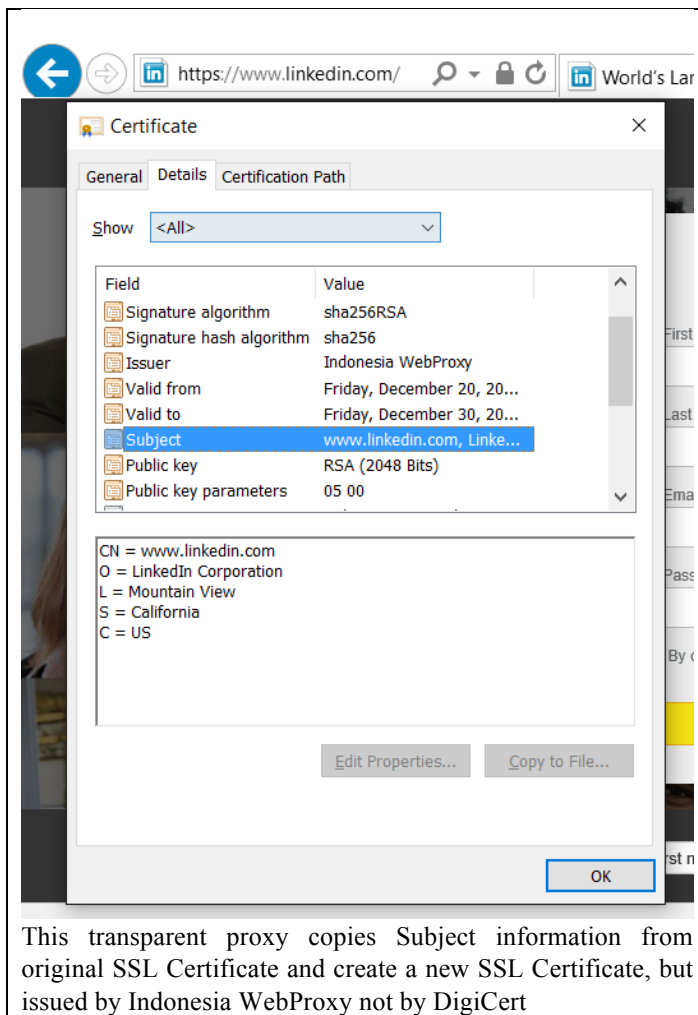 https://www.linkedin.com/
World's Lar
Certificate
General Details Certification Path
Show <All>
Field Value
Signature algorithm sha256RSA
Signature hash algorithm sha256
Issuer Indonesia WebProxy
Valid from Friday, December 20, 20...
Valid to Friday, December 30, 20...
Subject www.linkedin.com, Linke...
Public key RSA (2048 Bits)
Public key parameters 05 00
CN = www.linkedin.com
O = LinkedIn Corporation
L = Mountain View
S = California
C = US
Edit Properties... Copy to File...
OK
First
Last
Ema
Pass
By
rst n
This transparent proxy copies Subject information from
original SSL Certificate and create a new SSL Certificate, but
issued by Indonesia WebProxy not by DigiCert